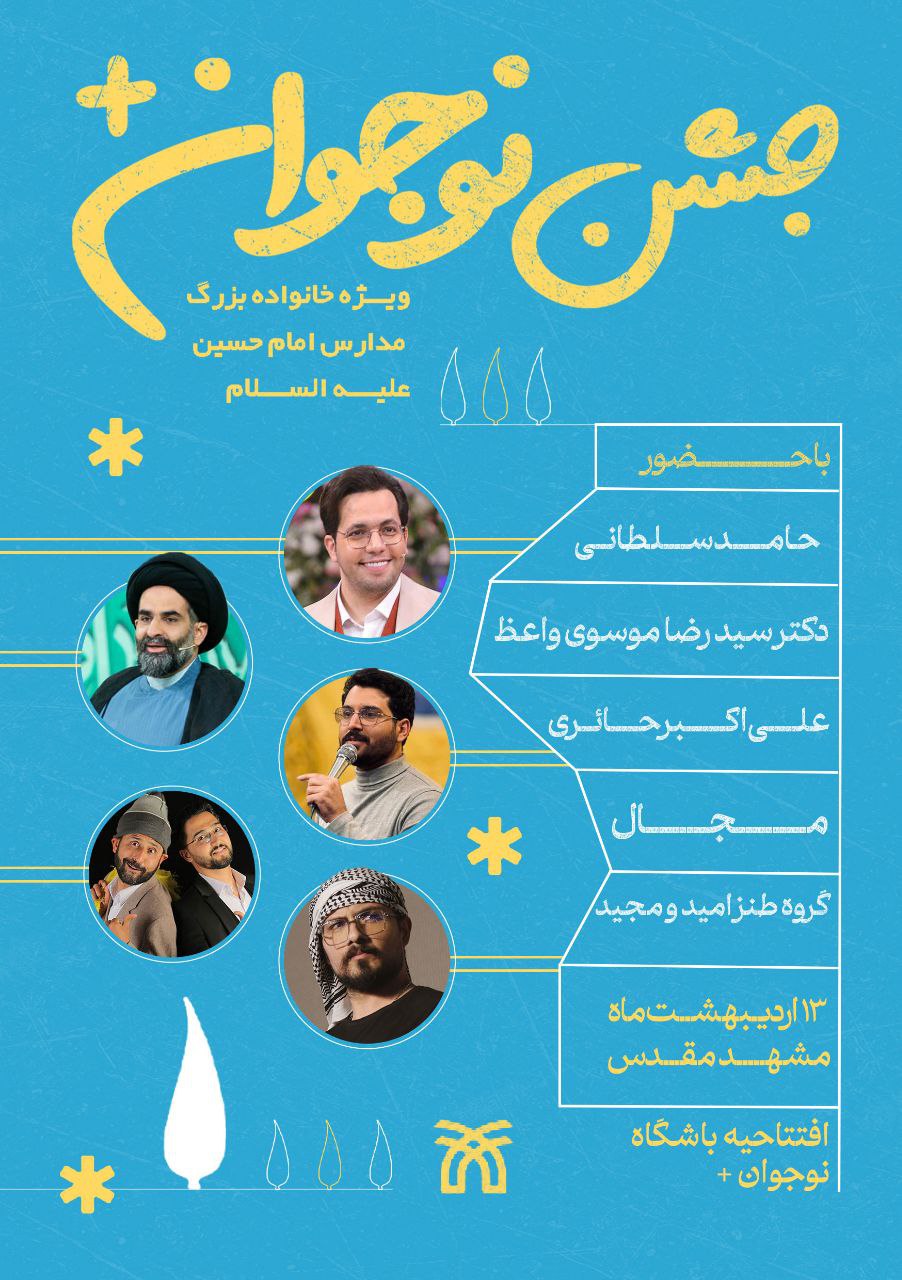 جشن نوجوان+
ویژه خانواده بزرگ
مدارس امام حسین
علیه السلام
باحضور
حامد سلطانی
دکتر سید رضا موسوی واعظ
علی اکبر حائری
مجال
گروه طنز امید و مجید
۱۳ اردیبهشت ماه
مشهد مقدس
افتتاحیه باشگاه
نوجوان +